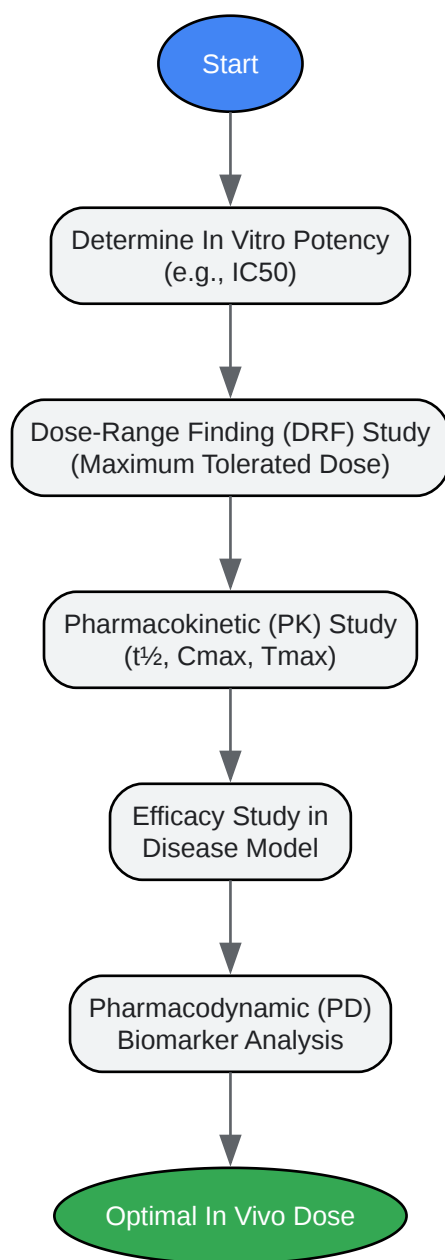 Start
Determine In Vitro Potency
(e.g., IC50)
Dose-Range Finding (DRF) Study
(Maximum Tolerated Dose)
Pharmacokinetic (PK) Study
(t½, Cmax, Tmax)
Efficacy Study in
Disease Model
Pharmacodynamic (PD)
Biomarker Analysis
Optimal In Vivo Dose